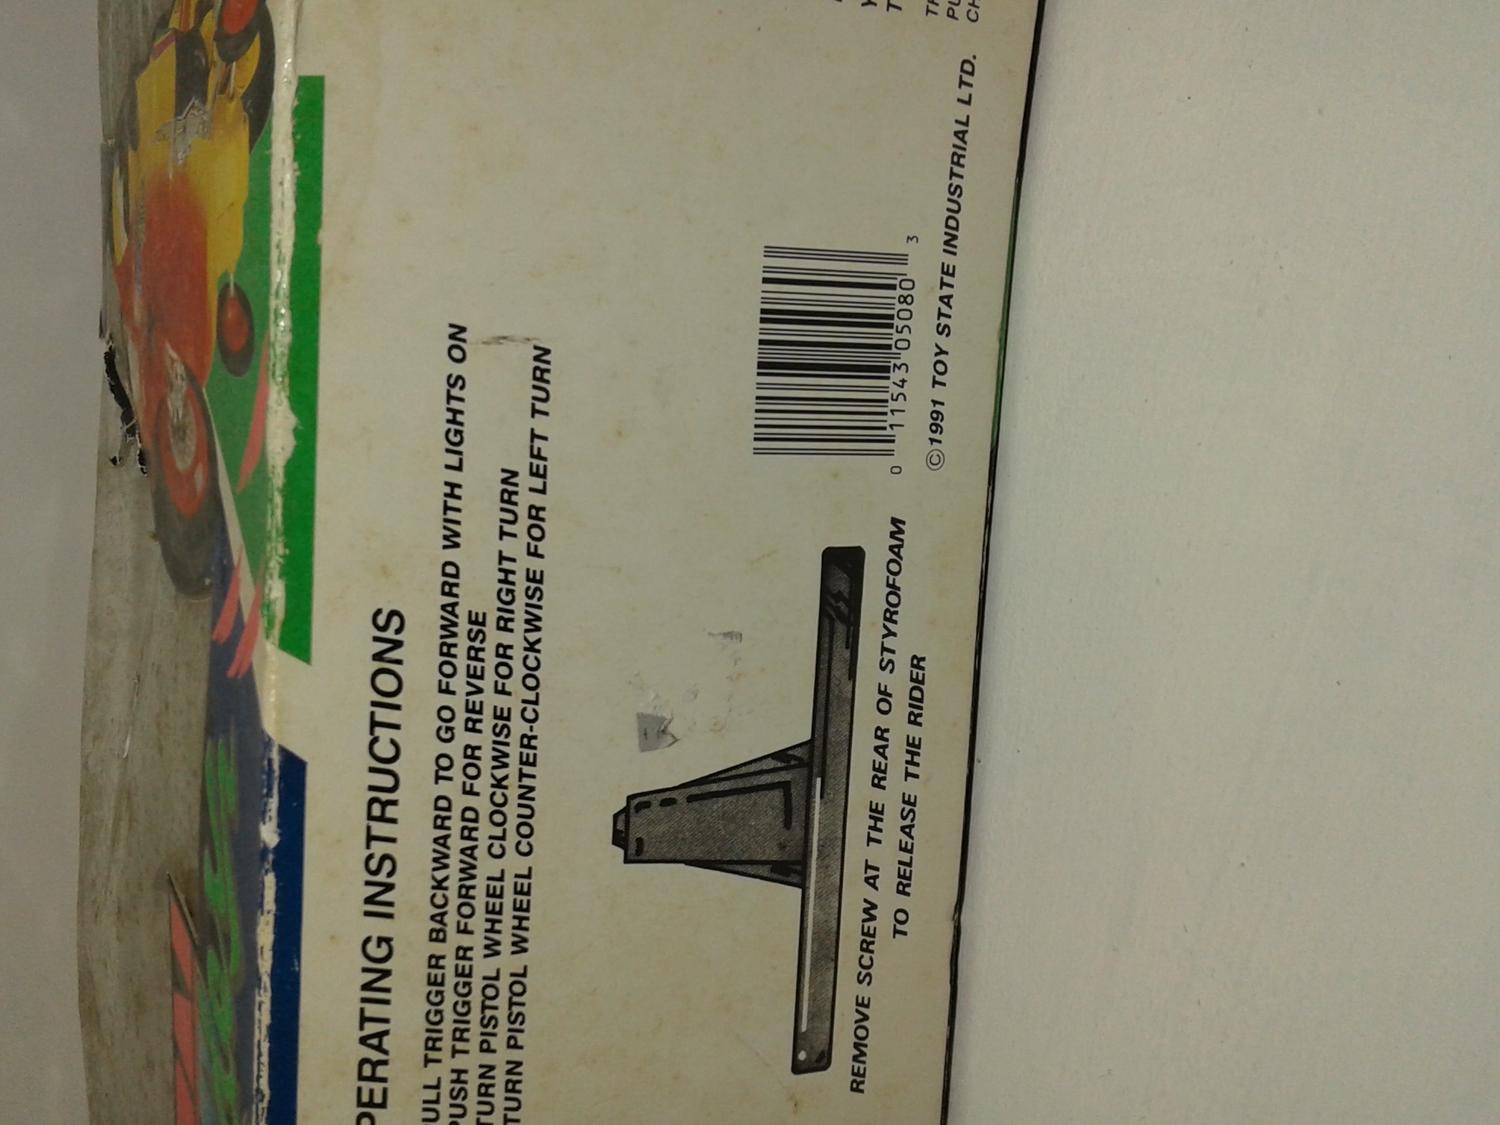 PERATING INSTRUCTIONS
ULL TRIGGER BACKWARD TO GO FORWARD WITH LIGHTS ON
PUSH TRIGGER FORWARD FOR REVERSE
TURN PISTOL WHEEL CLOCKWISE FOR RIGHT TURN
TURN PISTOL WHEEL COUNTER-CLOCKWISE FOR LEFT TURN
REMOVE SCREW AT THE REAR OF STYROFOAM
TO RELEASE THE RIDER
0 11543 05080 3
©1991 TOY STATE INDUSTRIAL LTD.